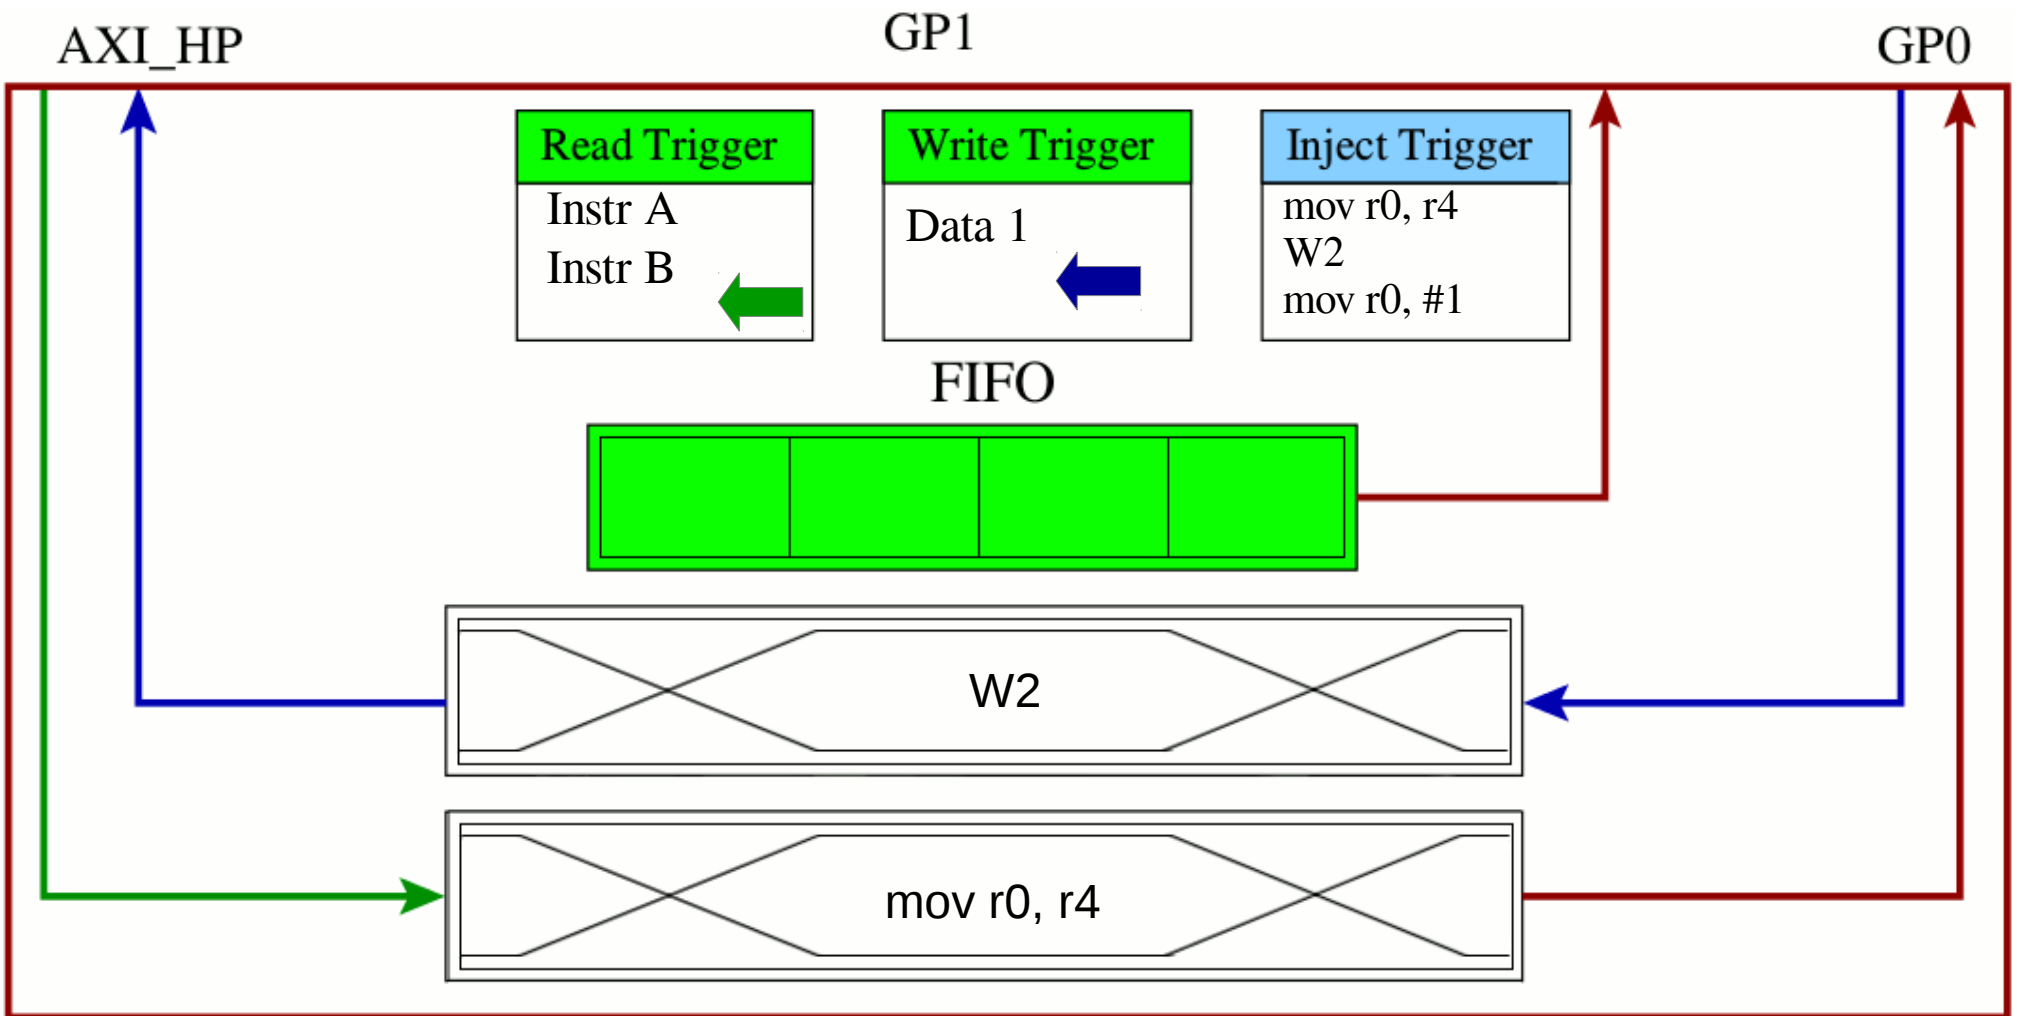 AXI_HP
GP1
GP0
Read Trigger
Instr A
Instr B
Write Trigger
Data 1
Inject Trigger
mov r0, r4
W2
mov r0, #1
FIFO
W2
mov r0, r4